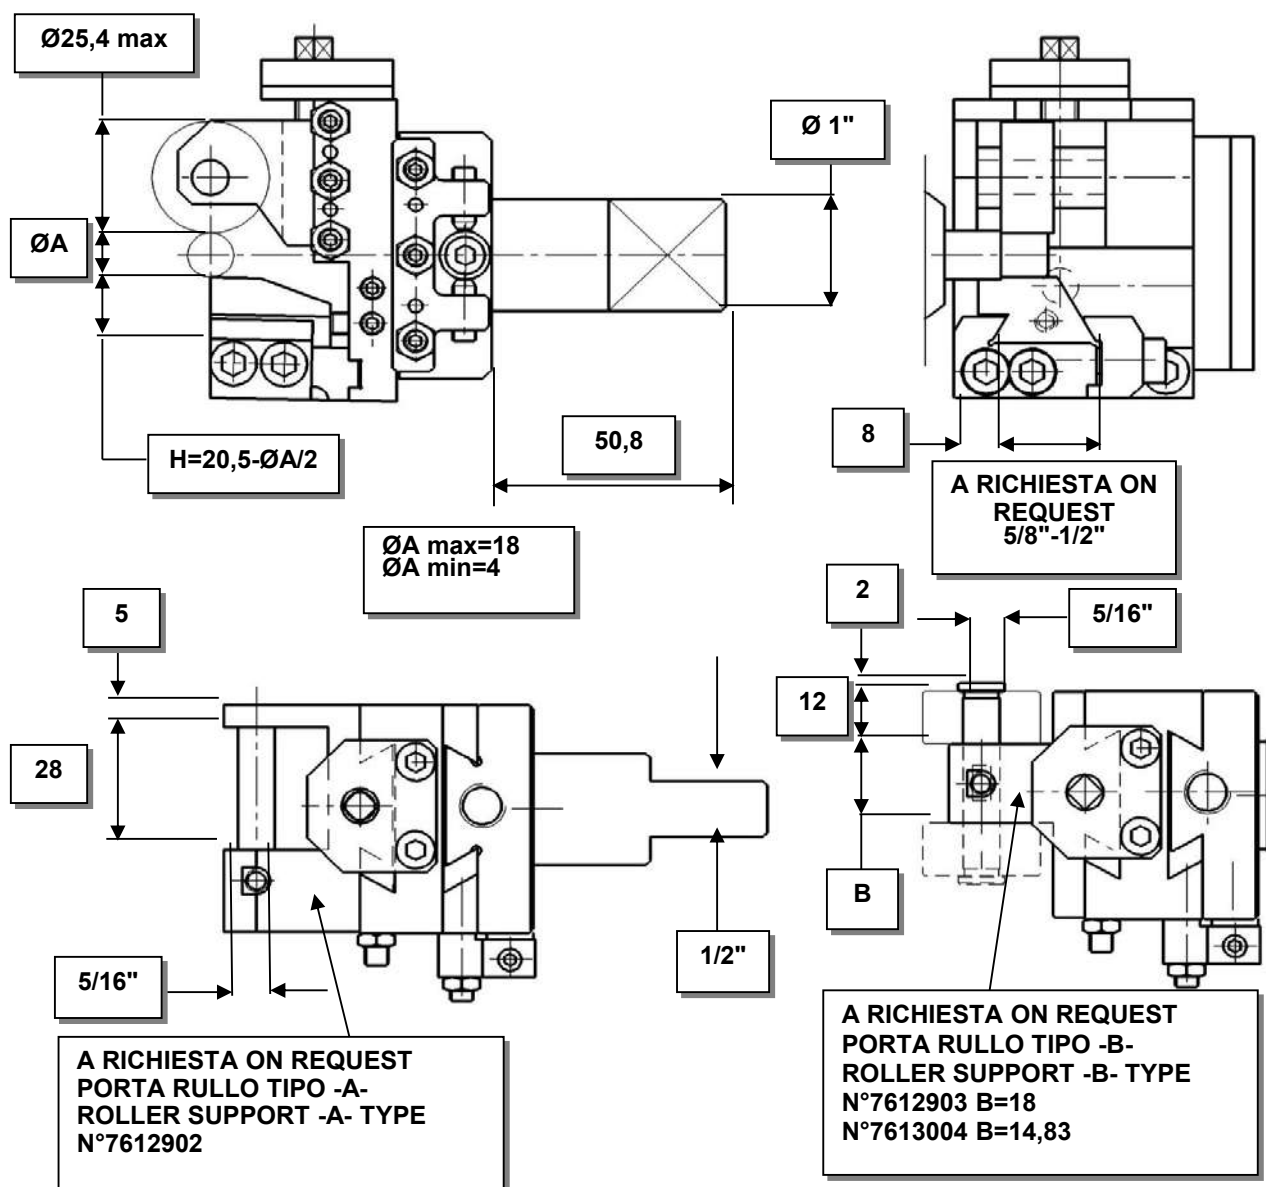 Ø25,4 max
Ø 1"
ØA
50,8
8
H=20,5-ØA/2
A RICHIESTA ON
REQUEST
5/8"-1/2"
ØA max=18
ØA min=4
5
2
5/16"
12
28
B
1/2"
5/16"
A RICHIESTA ON REQUEST
PORTA RULLO TIPO -A-
ROLLER SUPPORT -A- TYPE
N°7612902
A RICHIESTA ON REQUEST
PORTA RULLO TIPO -B-
ROLLER SUPPORT -B- TYPE
N°7612903 B=18
N°7613004 B=14,83